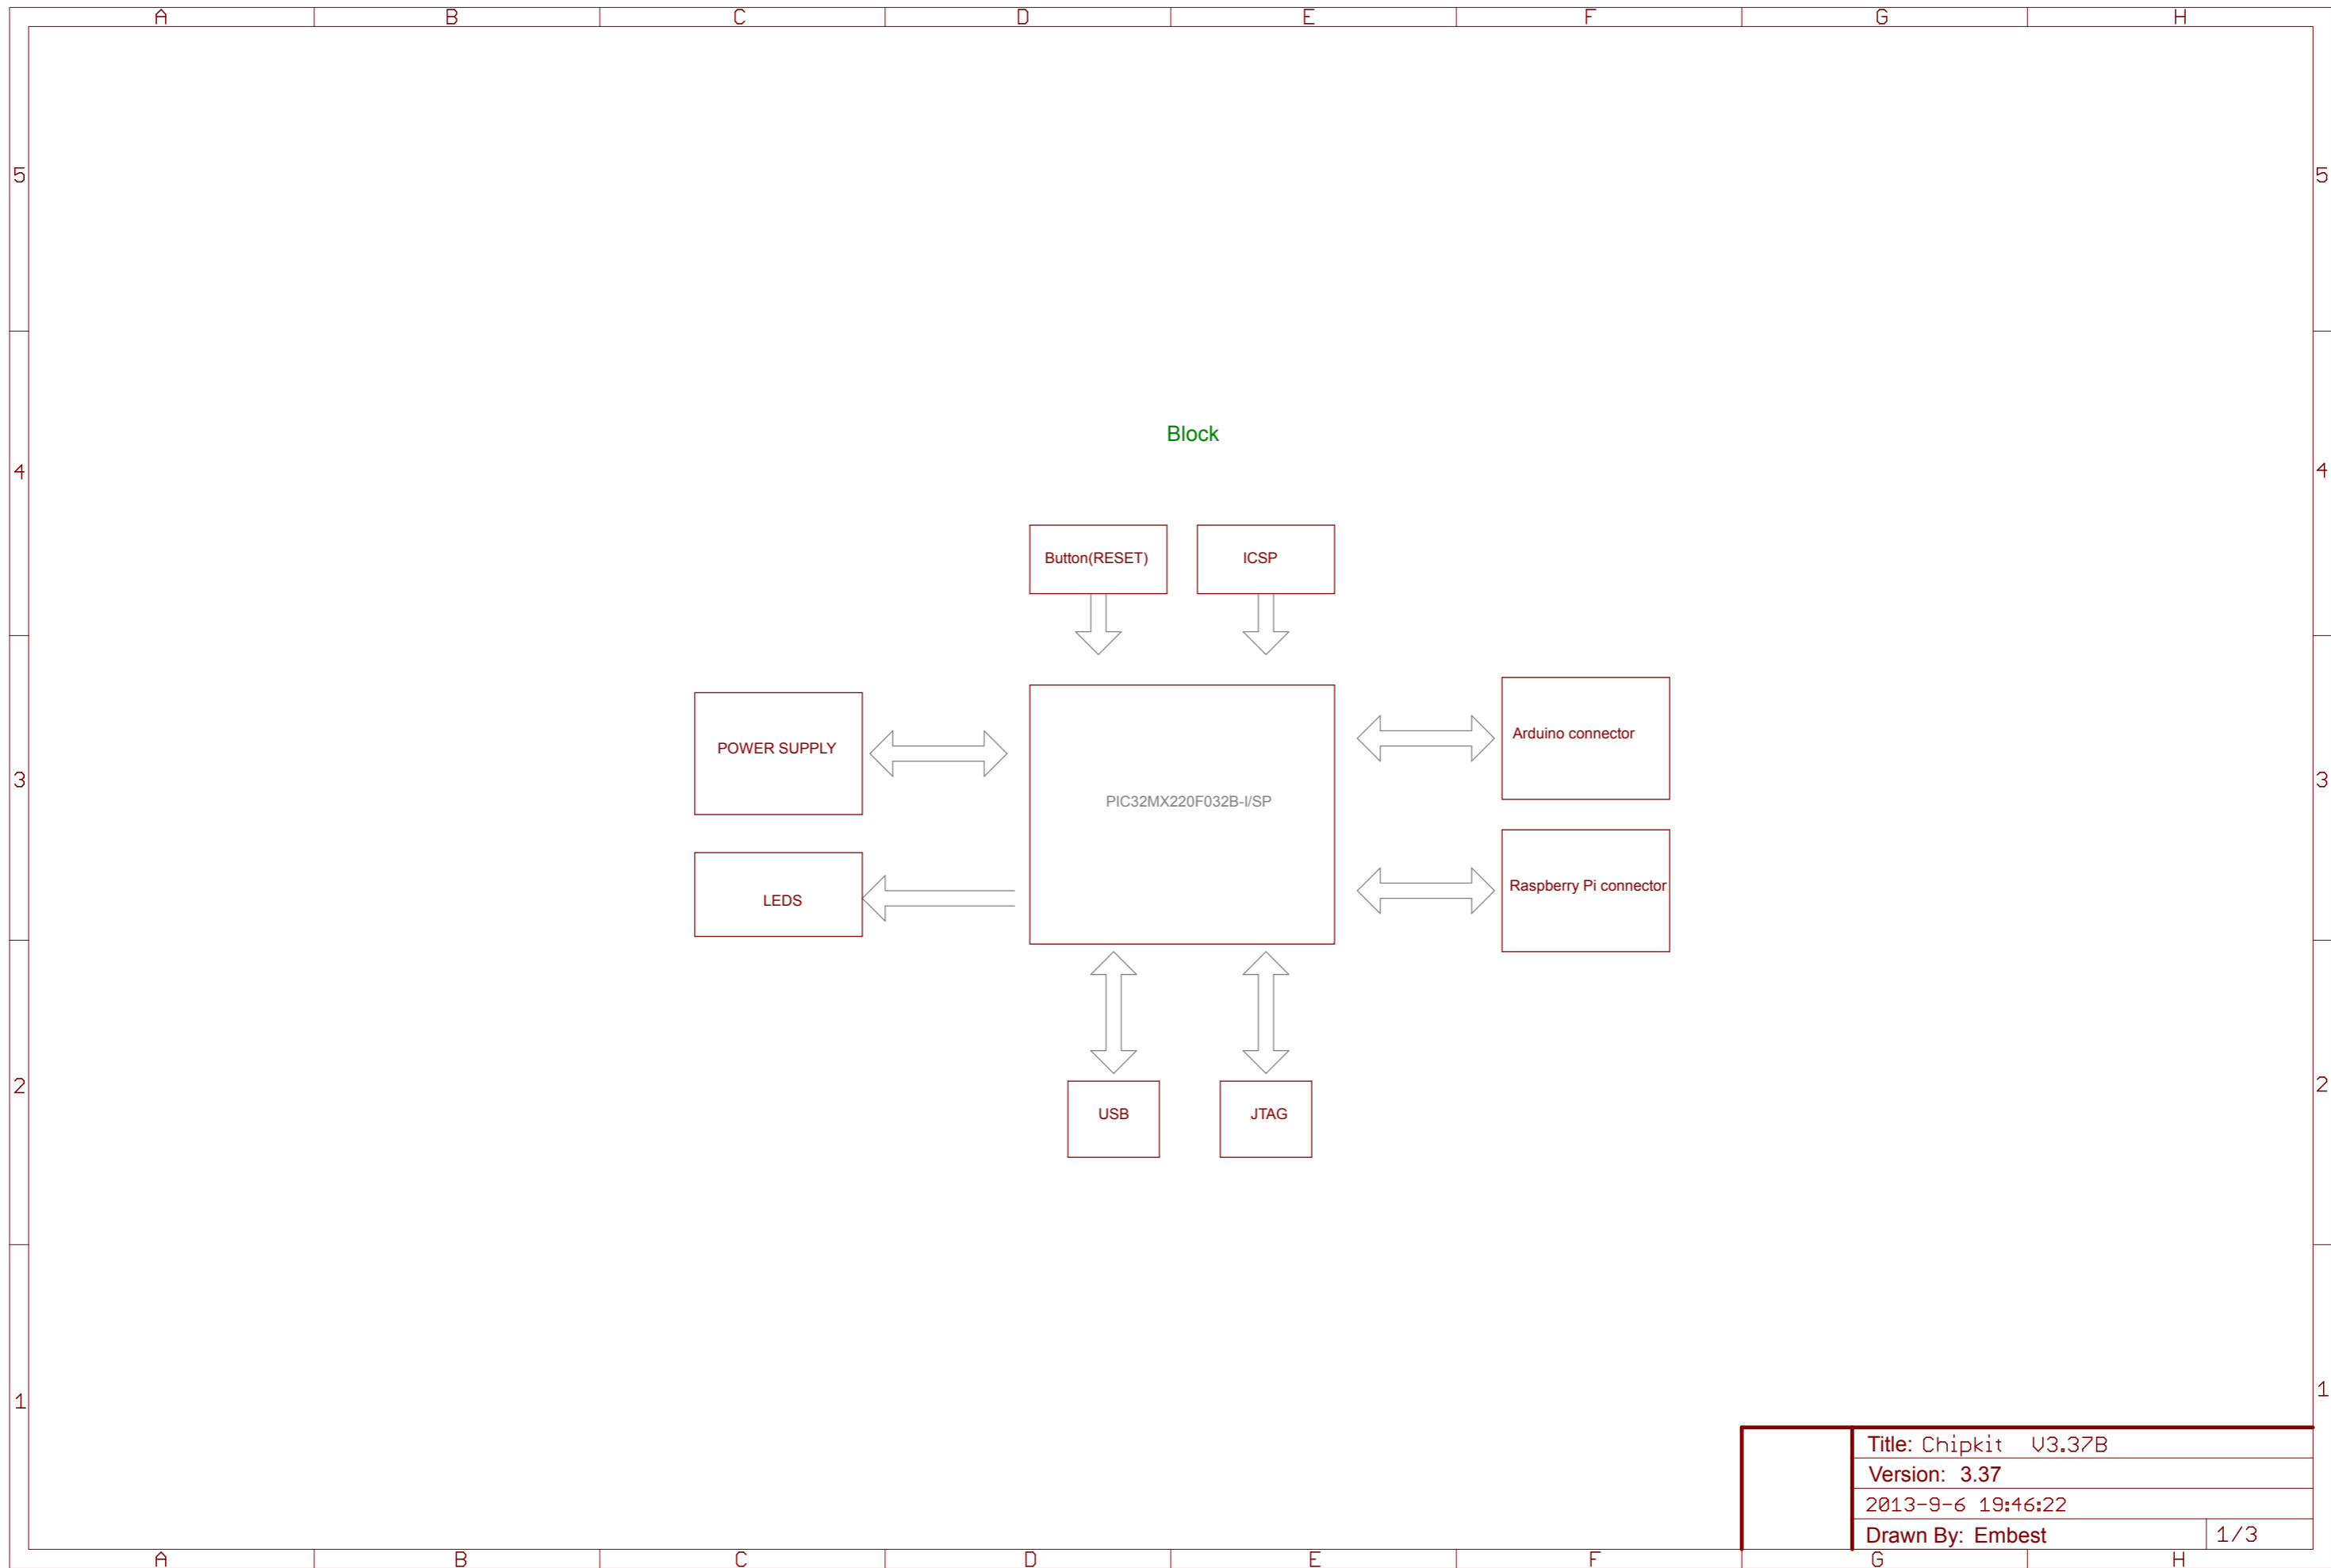 A B C D E F G H
5 5
Block
4 4
Button(RESET) ICSP
POWER SUPPLY
Arduino connector
3 3
PIC32MX220F032B-I/SP
LEDS
Raspberry Pi connector
2 2
USB JTAG
1 1
Title: Chipkit V3.37B
Version: 3.37
2013-9-6 19:46:22
Drawn By: Embest 1/3
A B C D E F G H